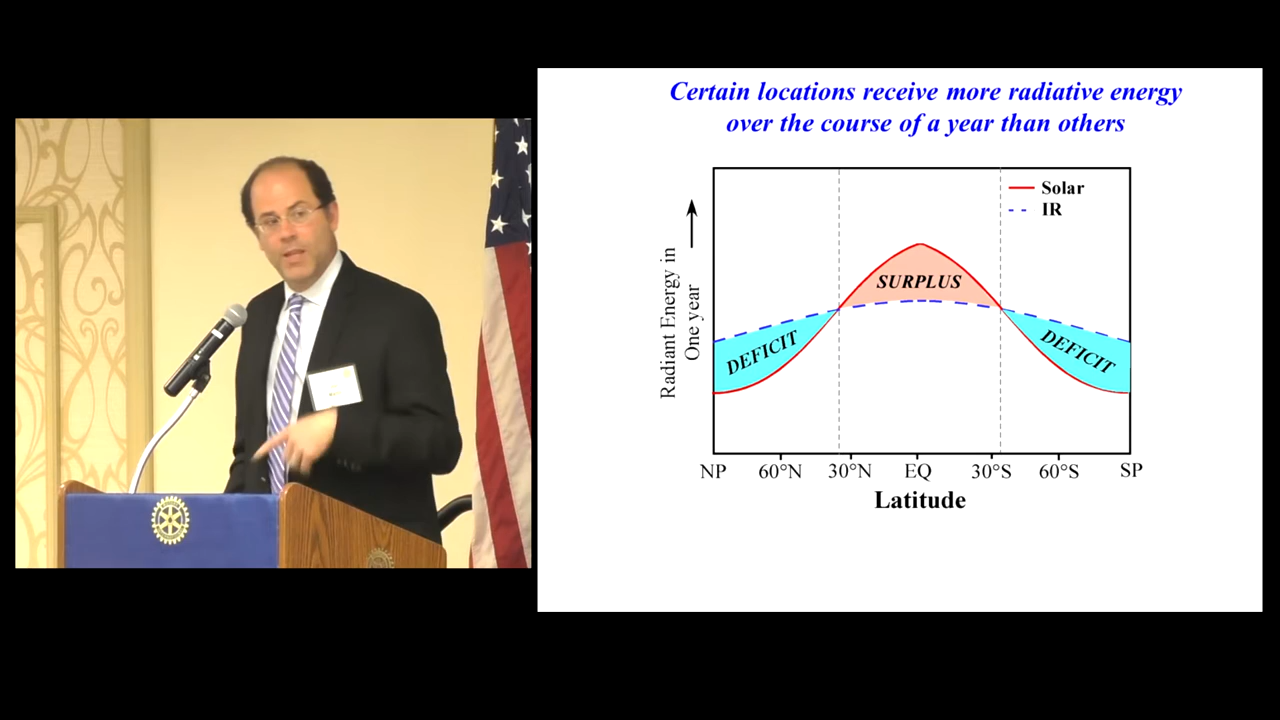 Certain locations receive more radiative energy
over the course of a year than others
Solar
IR
Radiant Energy in
One year
SURPLUS
DEFICIT
DEFICIT
NP
60°N
30°N
EQ
30°S
60°S
SP
Latitude